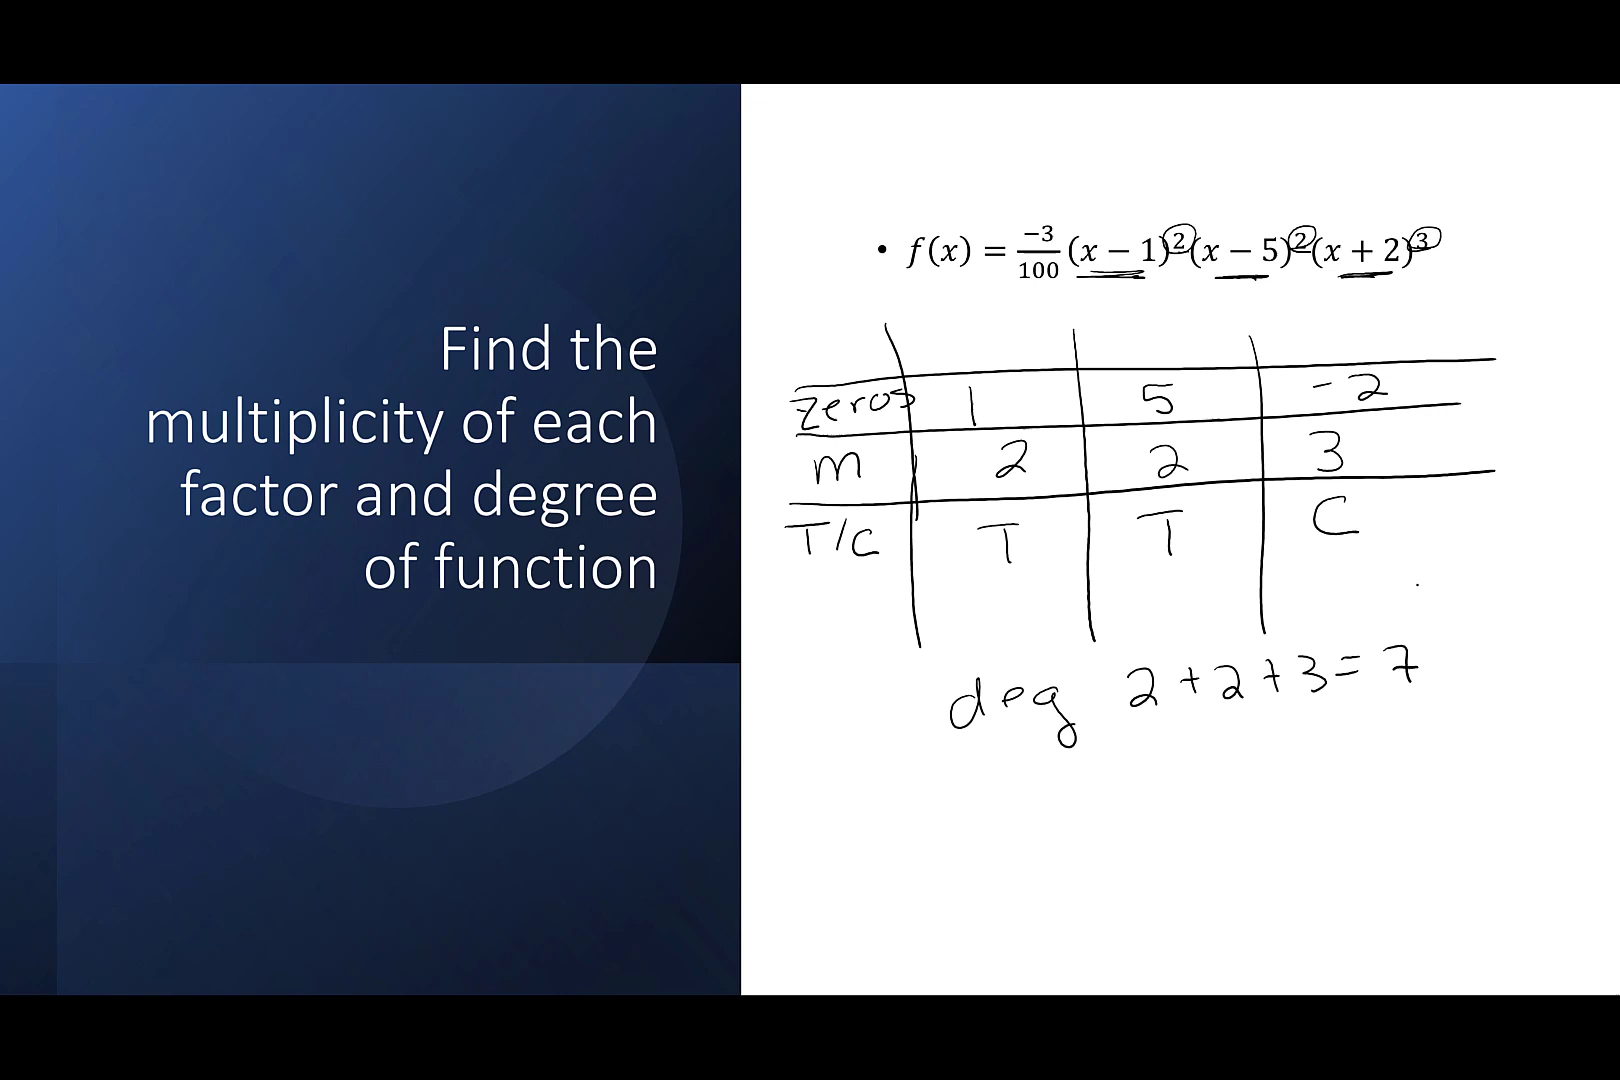 Find the
multiplicity of each
factor and degree
of function
• f(x) = −3/100 (x − 1)²(x − 5)²(x + 2)³
zeros 1 5 -2
m 2 2 3
T/C T T C
deg 2+2+3=7